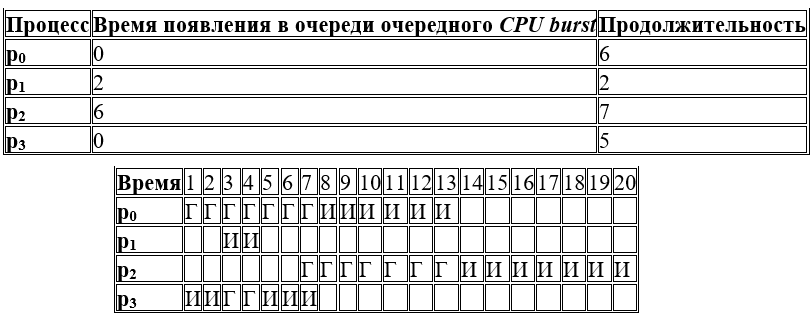 Процесс Время появления в очереди очередного CPU burst Продолжительность
p0 0 6
p1 2 2
p2 6 7
p3 0 5
Время 1 2 3 4 5 6 7 8 9 10 11 12 13 14 15 16 17 18 19 20
p0 Г Г Г Г Г Г Г И И И И И И
p1 И И
p2 Г Г Г Г Г Г Г И И И И И И И
p3 И И Г Г И И И